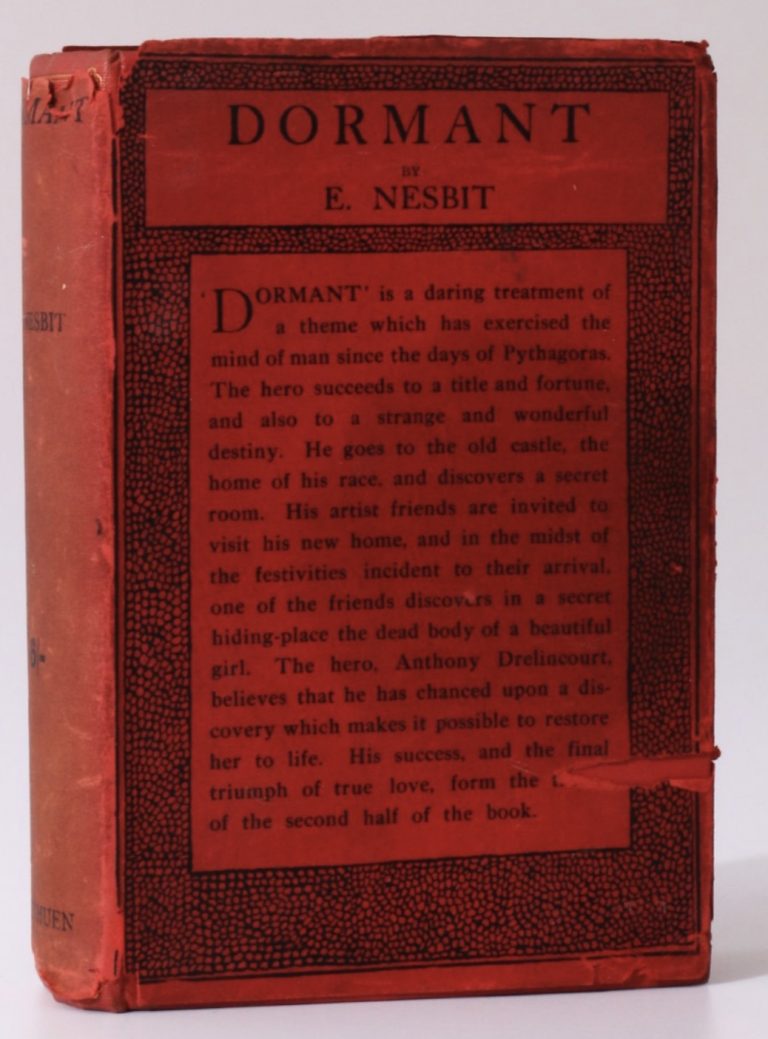 DORMANT
BY
E. NESBIT
'DORMANT' is a daring treatment of
a theme which has exercised the
mind of man since the days of Pythagoras.
The hero succeeds to a title and fortune,
and also to a strange and wonderful
destiny. He goes to the old castle, the
home of his race, and discovers a secret
room. His artist friends are invited to
visit his new home, and in the midst of
the festivities incident to their arrival,
one of the friends discovers in a secret
hiding-place the dead body of a beautiful
girl. The hero, Anthony Drelincourt,
believes that he has chanced upon a dis-
covery which makes it possible to restore
her to life. His success, and the final
triumph of true love, form the
of the second half of the book.
NESBIT